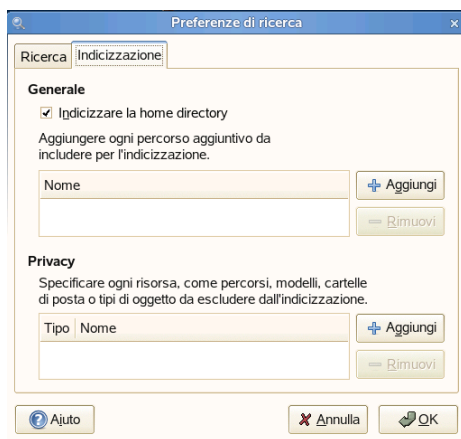 Preferenze di ricerca
Ricerca Indicizzazione
Generale
Indicizzare la home directory
Aggiungere ogni percorso aggiuntivo da
includere per l'indicizzazione.
Nome
Aggiungi
Rimuovi
Privacy
Specificare ogni risorsa, come percorsi, modelli, cartelle
di posta o tipi di oggetto da escludere dall'indicizzazione.
Tipo Nome
Aggiungi
Rimuovi
Aiuto Annulla OK